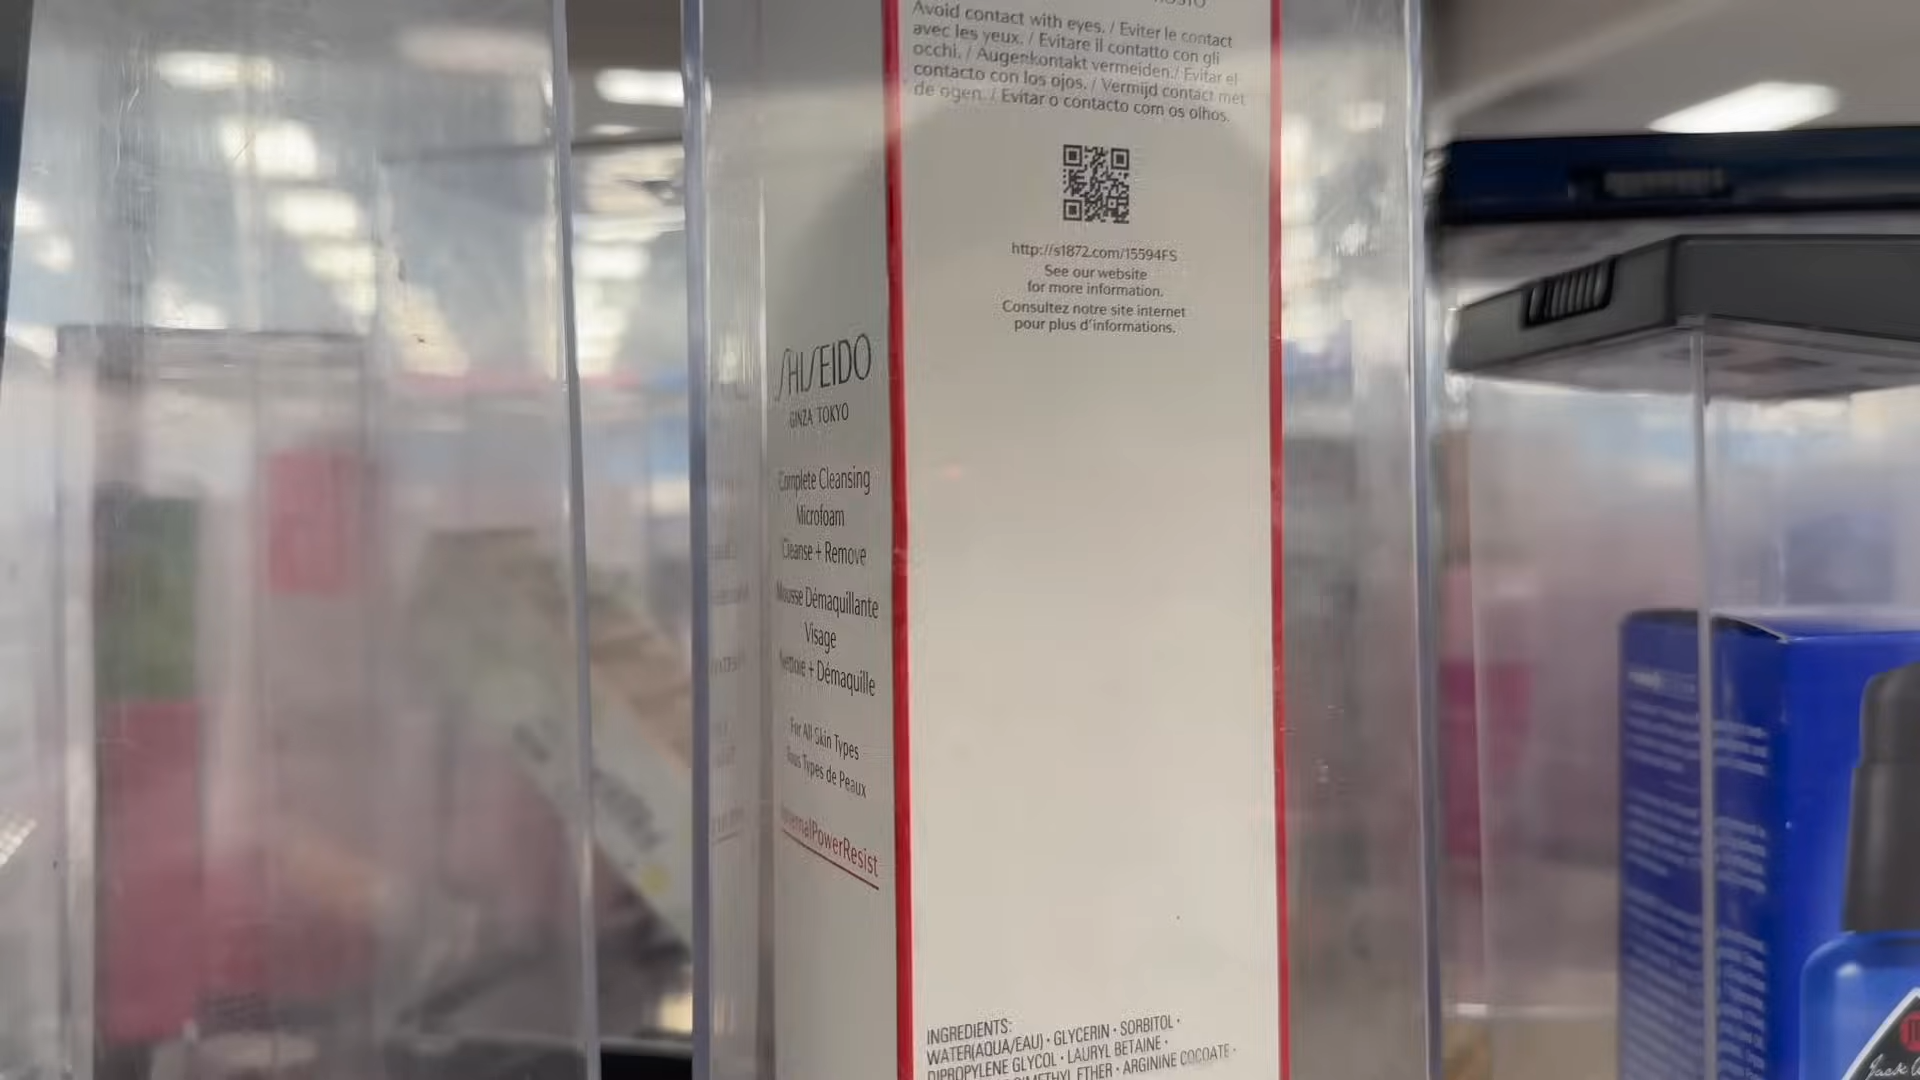 Avoid contact with eyes. / Eviter le contact
avec les yeux. / Evitare il contatto con gli
occhi. / Augenkontakt vermeiden./ Evitar el
contacto con los ojos. / Vermijd contact met
de ogen. / Evitar o contacto com os olhos.
http://s1872.com/15594FS
See our website
for more information.
Consultez notre site internet
pour plus d'informations.
SHISEIDO
GINZA TOKYO
Complete Cleansing
Microfoam
Cleanse + Remove
Mousse Démaquillante
Visage
Nettoie + Démaquille
For All Skin Types
Tous Types de Peaux
PowerResist
INGREDIENTS:
WATER(AQUA/EAU) · GLYCERIN · SORBITOL ·
DIPROPYLENE GLYCOL · LAURYL BETAINE ·
DIMETHYL ETHER · ARGININE COCOATE ·
Jack